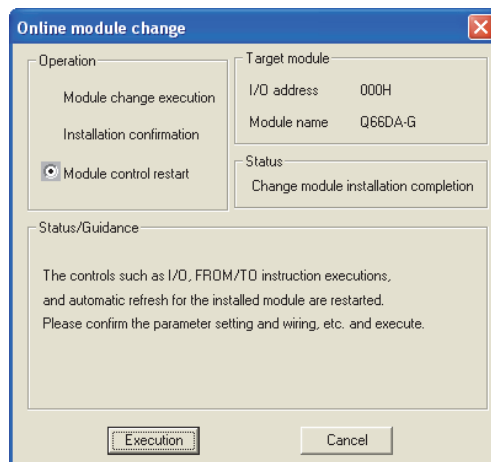 Online module change
Operation
Module change execution
Installation confirmation
Module control restart
Target module
I/O address 000H
Module name Q66DA-G
Status
Change module installation completion
Status/Guidance
The controls such as I/O, FROM/TO instruction executions,
and automatic refresh for the installed module are restarted.
Please confirm the parameter setting and wiring, etc. and execute.
Execution
Cancel